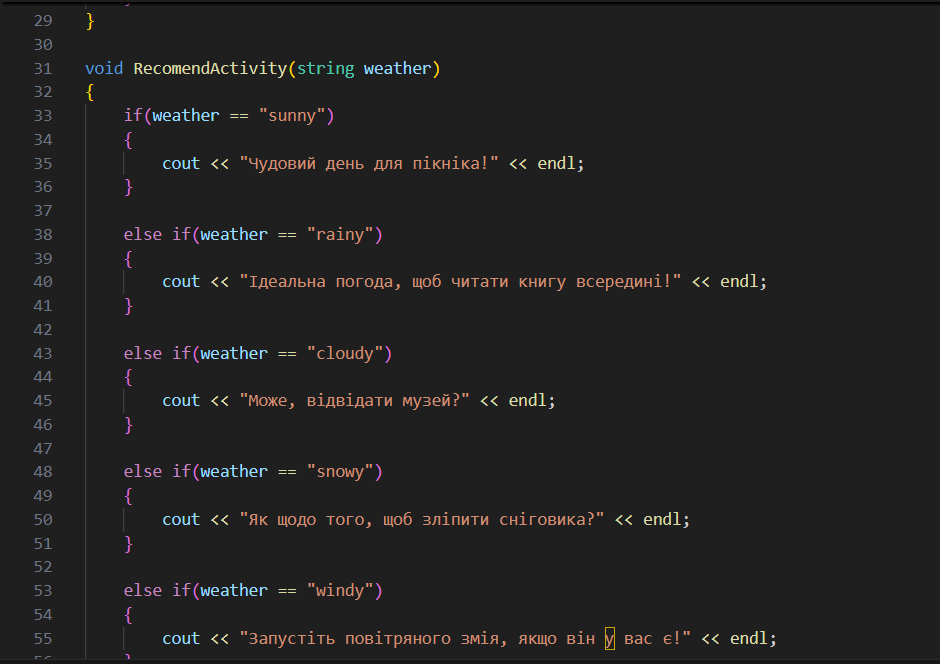 29 }
30
31 void RecomendActivity(string weather)
32 {
33 if(weather == "sunny")
34 {
35 cout << "Чудовий день для пікніка!" << endl;
36 }
37
38 else if(weather == "rainy")
39 {
40 cout << "Ідеальна погода, щоб читати книгу всередині!" << endl;
41 }
42
43 else if(weather == "cloudy")
44 {
45 cout << "Може, відвідати музей?" << endl;
46 }
47
48 else if(weather == "snowy")
49 {
50 cout << "Як щодо того, щоб зліпити сніговика?" << endl;
51 }
52
53 else if(weather == "windy")
54 {
55 cout << "Запустіть повітряного змія, якщо він у вас є!" << endl;